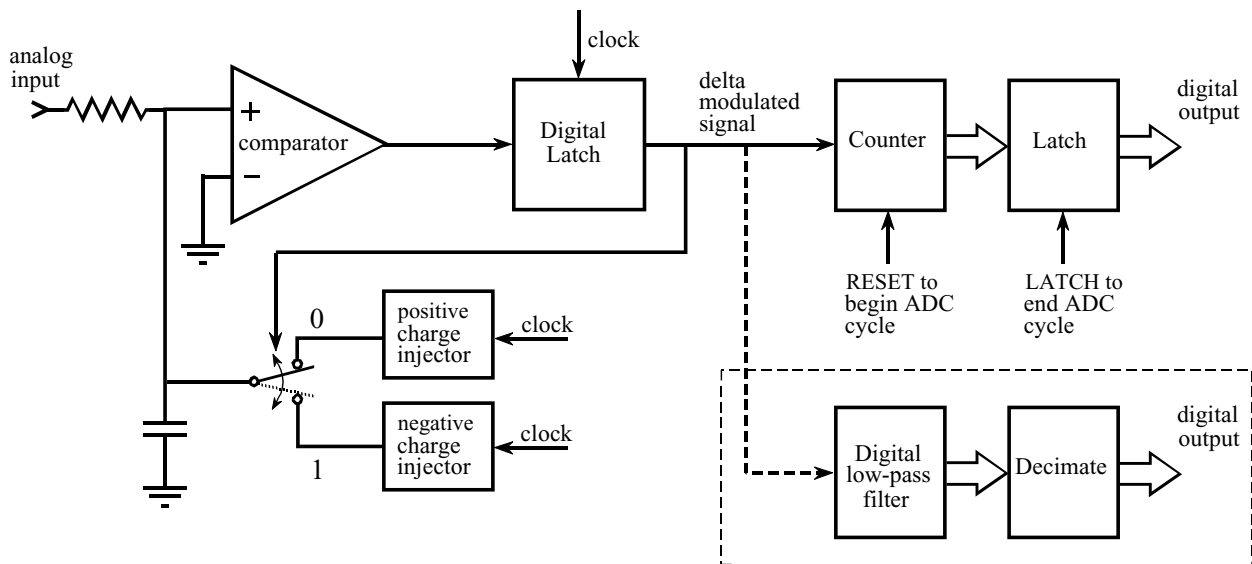 analog
input
+
comparator
−
clock
Digital
Latch
delta
modulated
signal
Counter
Latch
digital
output
RESET to
begin ADC
cycle
LATCH to
end ADC
cycle
0
positive
charge
injector
clock
1
negative
charge
injector
clock
Digital
low-pass
filter
Decimate
digital
output